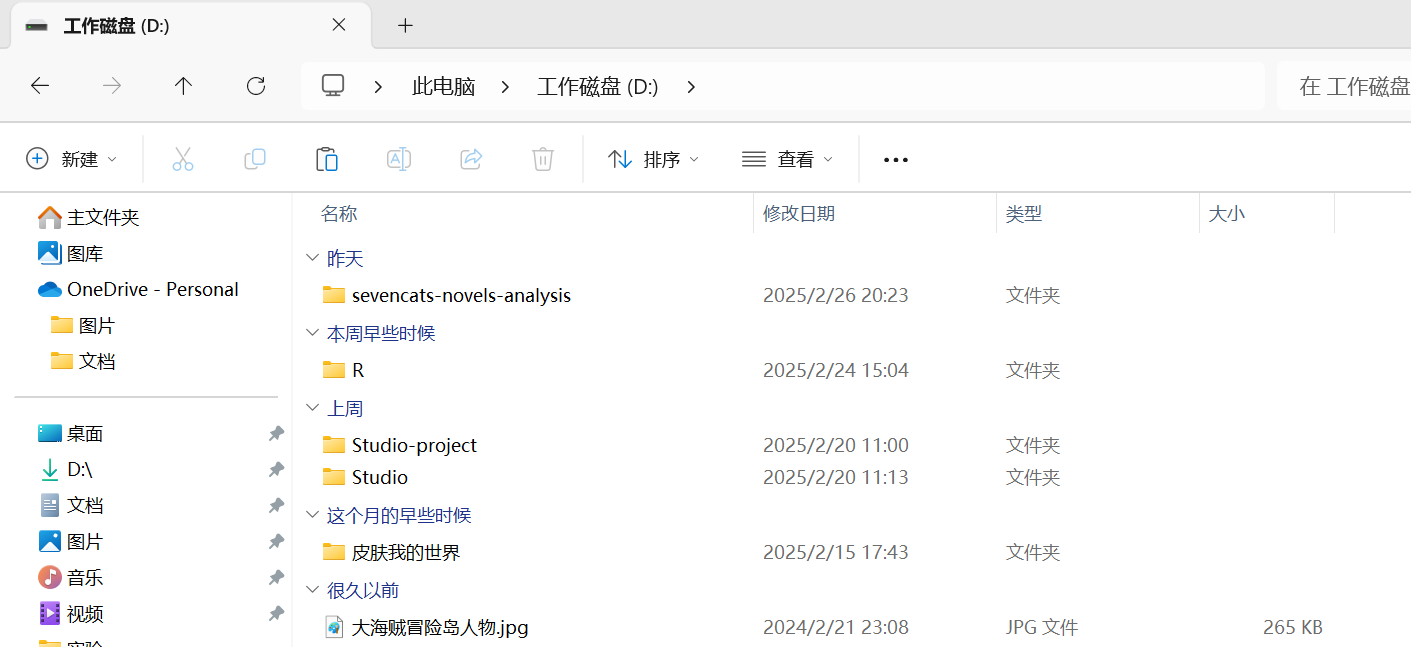 工作磁盘 (D:)
此电脑 工作磁盘 (D:) 在 工作磁盘
新建 排序 查看
主文件夹
图库
OneDrive - Personal
图片
文档
桌面
D:\
文档
图片
音乐
视频
实验
名称 修改日期 类型 大小
昨天
sevencats-novels-analysis 2025/2/26 20:23 文件夹
本周早些时候
R 2025/2/24 15:04 文件夹
上周
Studio-project 2025/2/20 11:00 文件夹
Studio 2025/2/20 11:13 文件夹
这个月的早些时候
皮肤我的世界 2025/2/15 17:43 文件夹
很久以前
大海贼冒险岛人物.jpg 2024/2/21 23:08 JPG 文件 265 KB